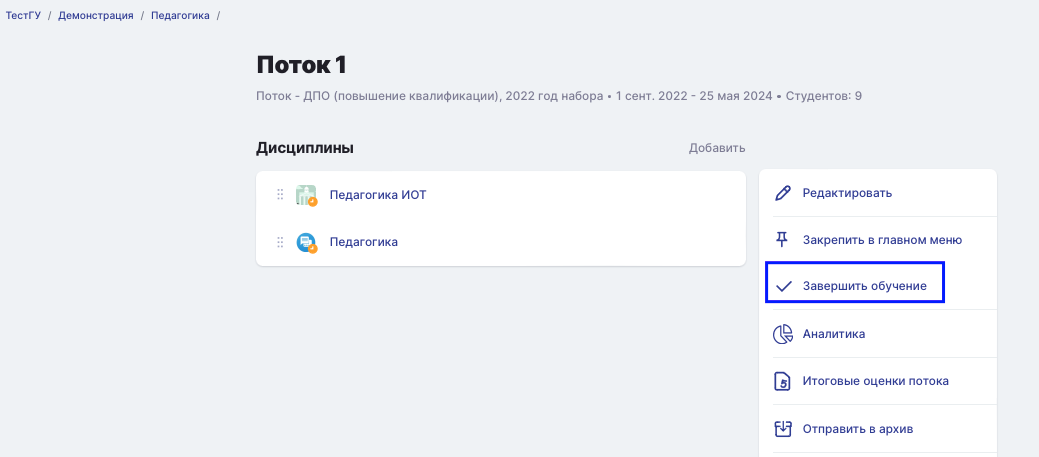 ТестГУ / Демонстрация / Педагогика /
Поток 1
Поток - ДПО (повышение квалификации), 2022 год набора • 1 сент. 2022 - 25 мая 2024 • Студентов: 9
Дисциплины
Добавить
Педагогика ИОТ
Педагогика
Редактировать
Закрепить в главном меню
Завершить обучение
Аналитика
Итоговые оценки потока
Отправить в архив